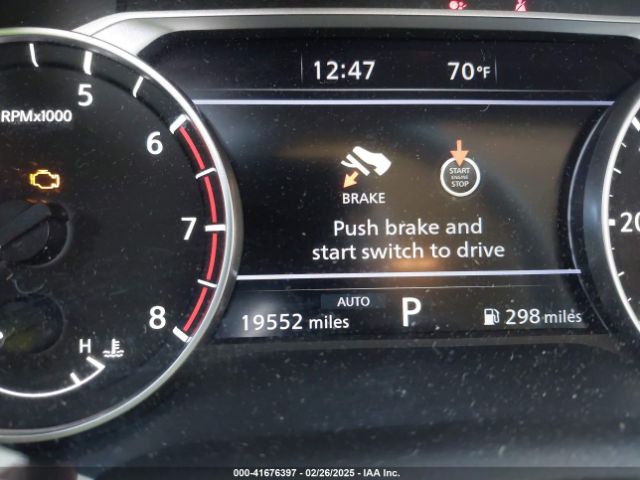 12:47 70°F
5
RPMx1000
6
7
8
H
BRAKE
START
ENGINE
STOP
Push brake and
start switch to drive
AUTO
19552 miles P 298 miles
20
000-41676397 - 02/26/2025 - IAA Inc.